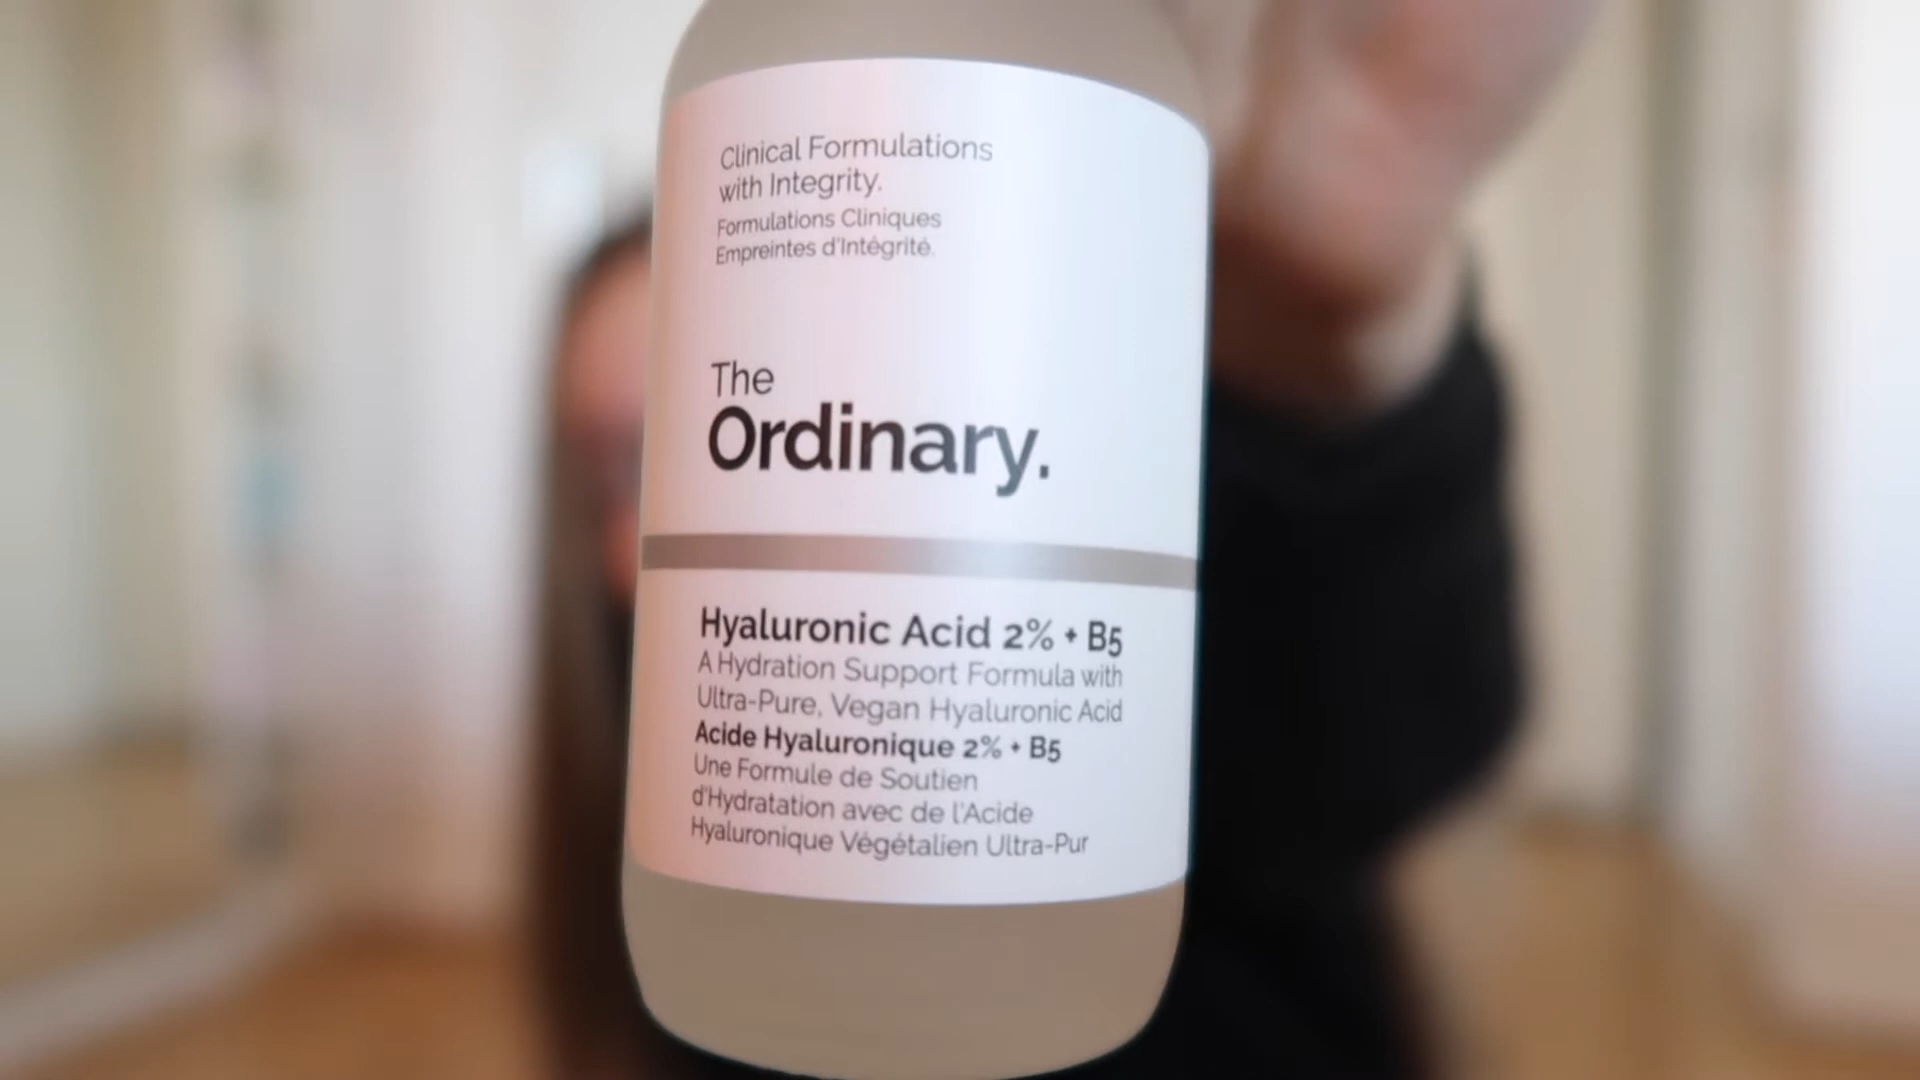 Clinical Formulations
with Integrity.
Formulations Cliniques
Empreintes d'Intégrité.
The
Ordinary.
Hyaluronic Acid 2% + B5
A Hydration Support Formula with
Ultra-Pure, Vegan Hyaluronic Acid
Acide Hyaluronique 2% + B5
Une Formule de Soutien
d'Hydratation avec de l'Acide
Hyaluronique Végétalien Ultra-Pur